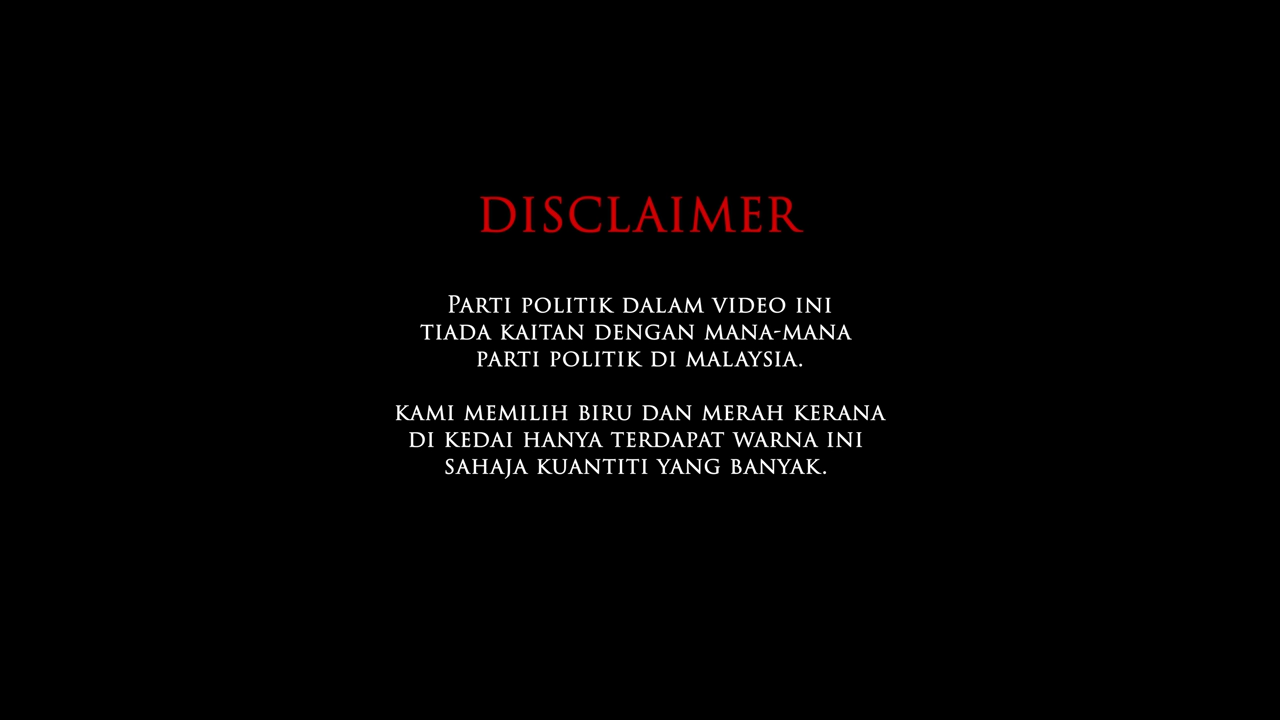 DISCLAIMER
PARTI POLITIK DALAM VIDEO INI
TIADA KAITAN DENGAN MANA-MANA
PARTI POLITIK DI MALAYSIA.
KAMI MEMILIH BIRU DAN MERAH KERANA
DI KEDAI HANYA TERDAPAT WARNA INI
SAHAJA KUANTITI YANG BANYAK.